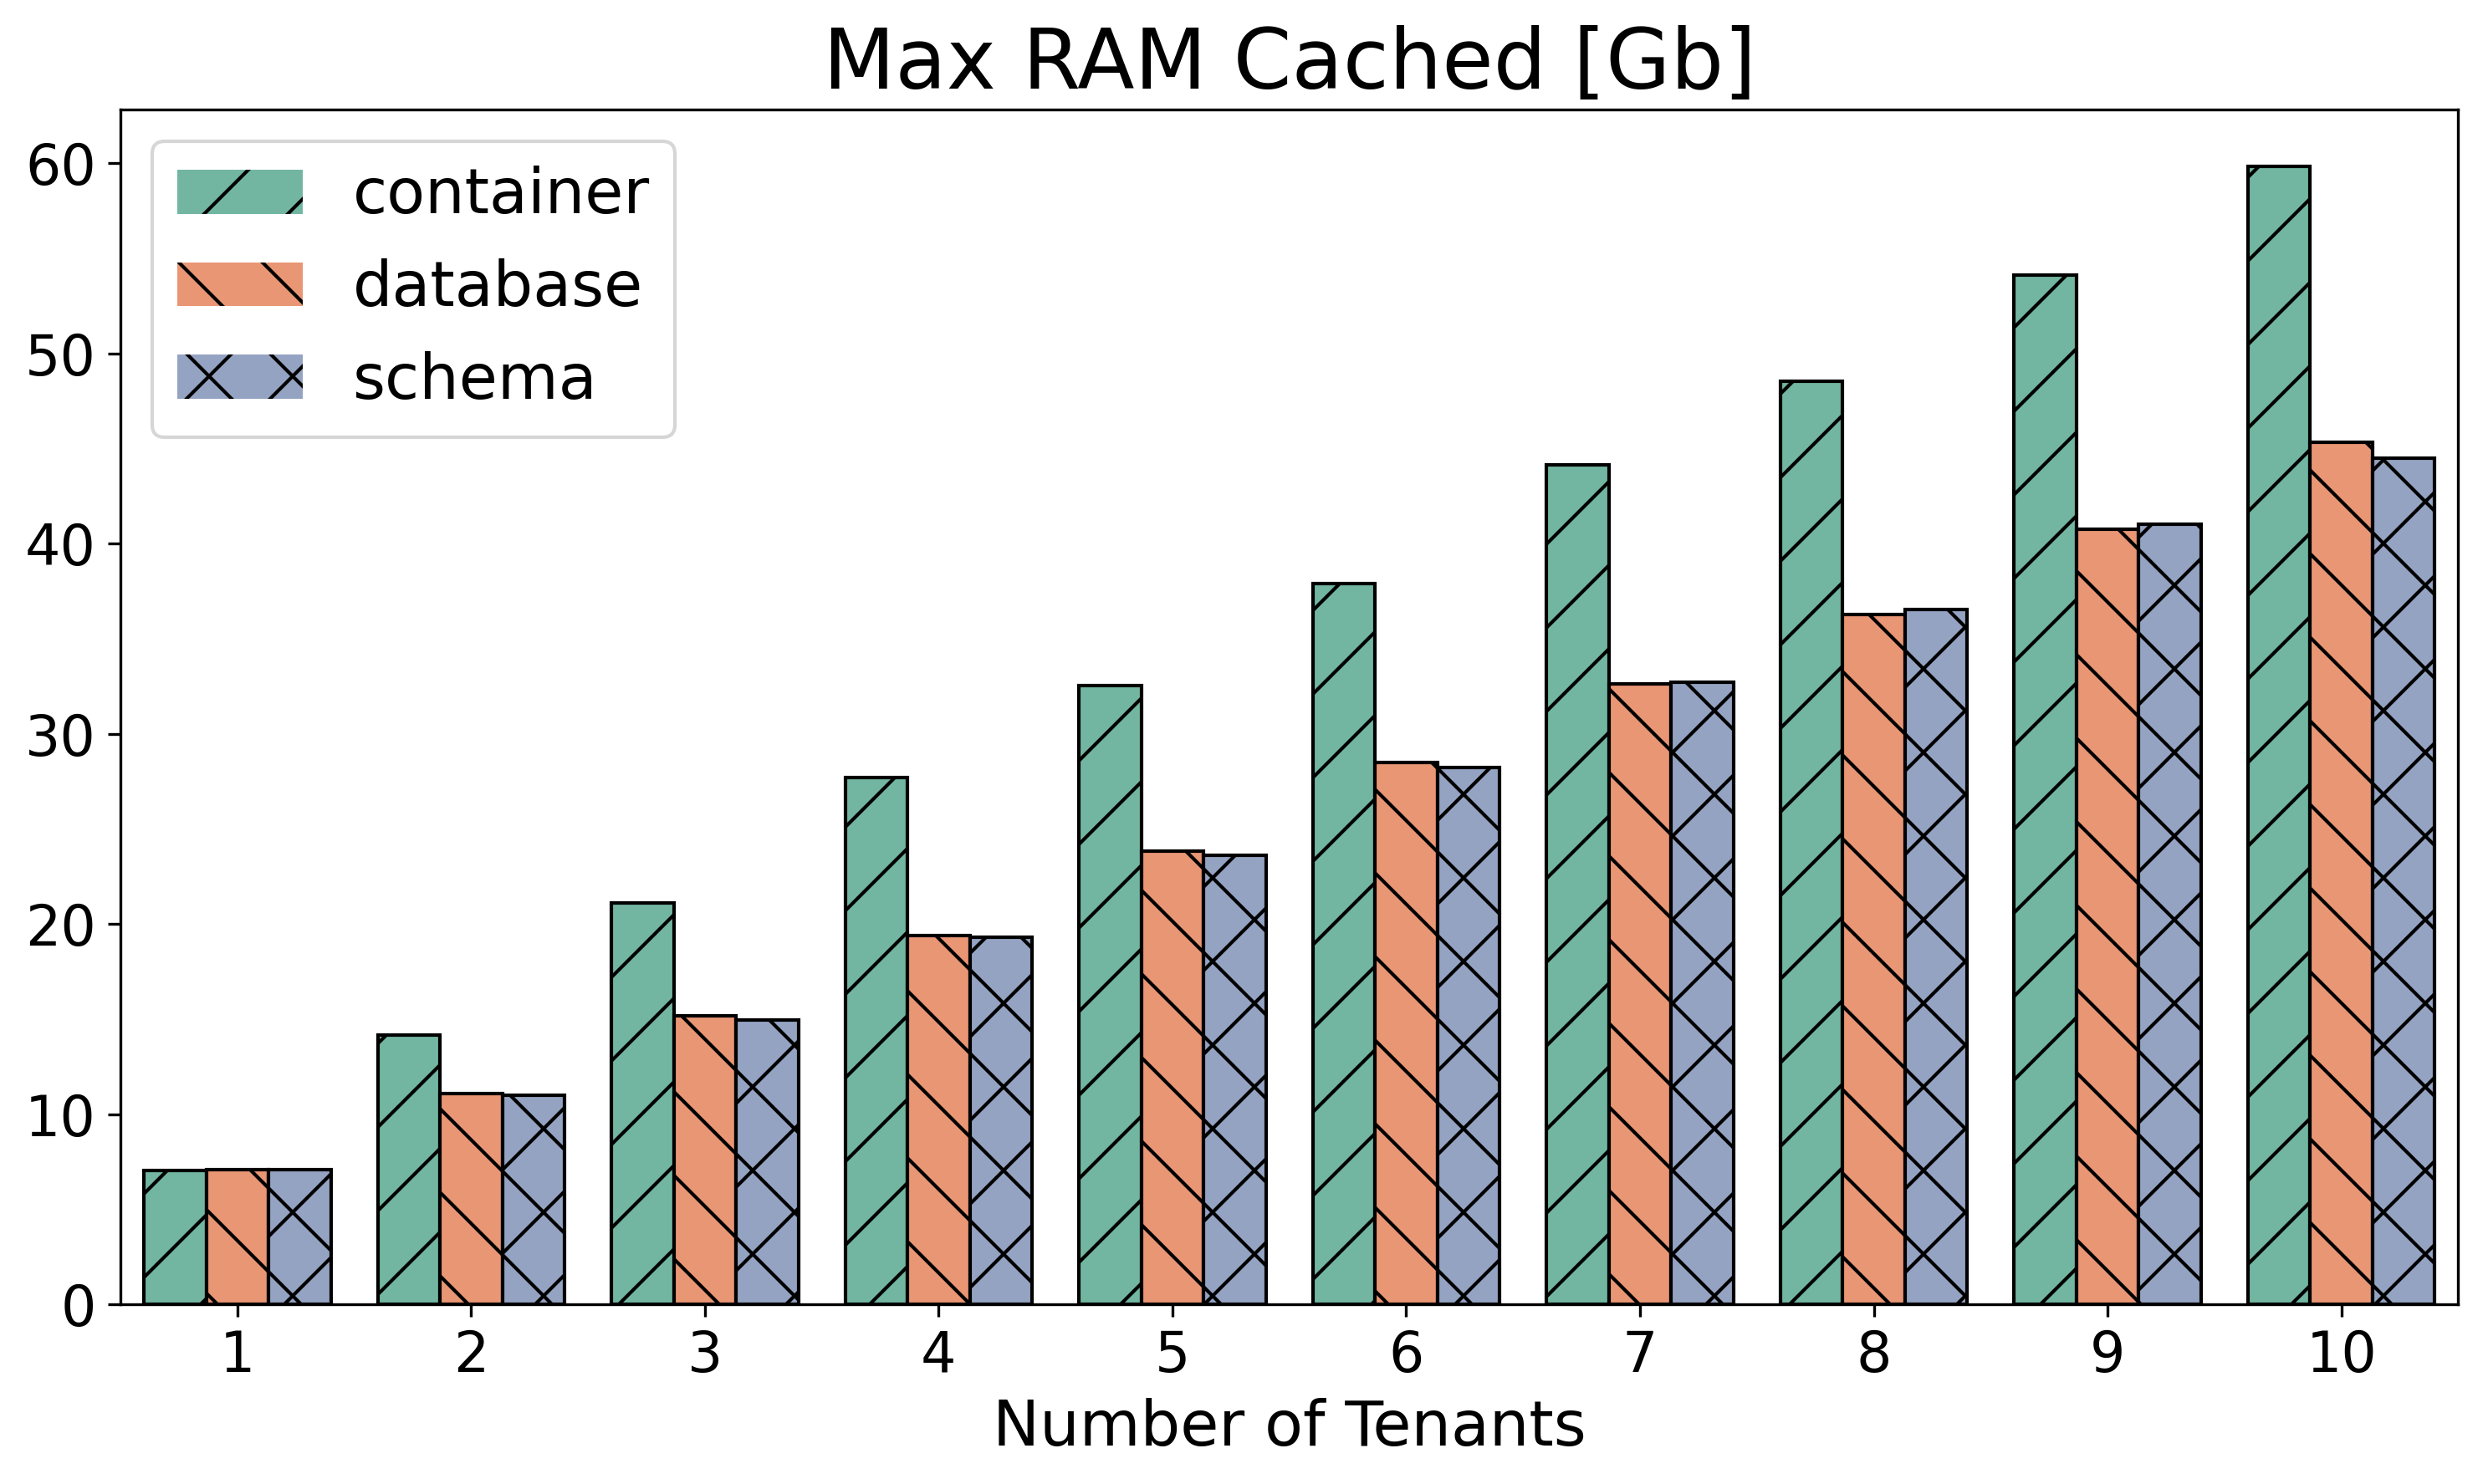 Max RAM Cached [Gb]
container
database
schema
60
50
40
30
20
10
0
1 2 3 4 5 6 7 8 9 10
Number of Tenants